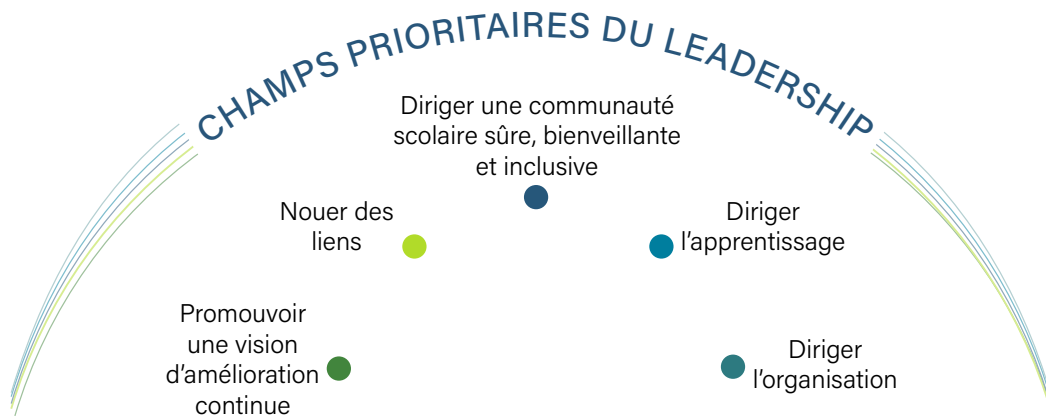 CHAMPS PRIORITAIRES DU LEADERSHIP
Diriger une communauté
scolaire sûre, bienveillante
et inclusive
Nouer des
liens
Diriger
l'apprentissage
Promouvoir
une vision
d'amélioration
continue
Diriger
l'organisation